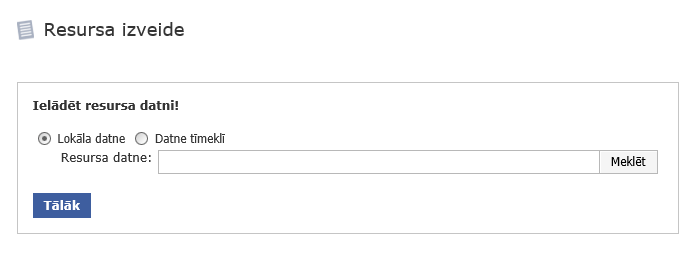 Resursa izveide
Ielādēt resursa datni!
Lokāla datne Datne tīmeklī
Resursa datne: Meklēt
Tālāk